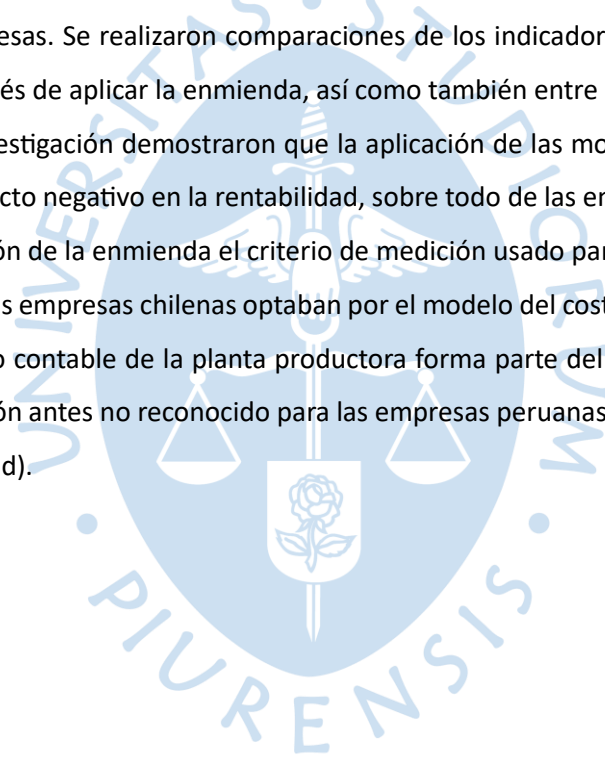 esas. Se realizaron comparaciones de los indicador
és de aplicar la enmienda, así como también entre
estigación demostraron que la aplicación de las mo
cto negativo en la rentabilidad, sobre todo de las en
ón de la enmienda el criterio de medición usado par
s empresas chilenas optaban por el modelo del cost
o contable de la planta productora forma parte del
ón antes no reconocido para las empresas peruanas
d).
UNIVERSITAS • STUDIORUM • PIURENSIS •